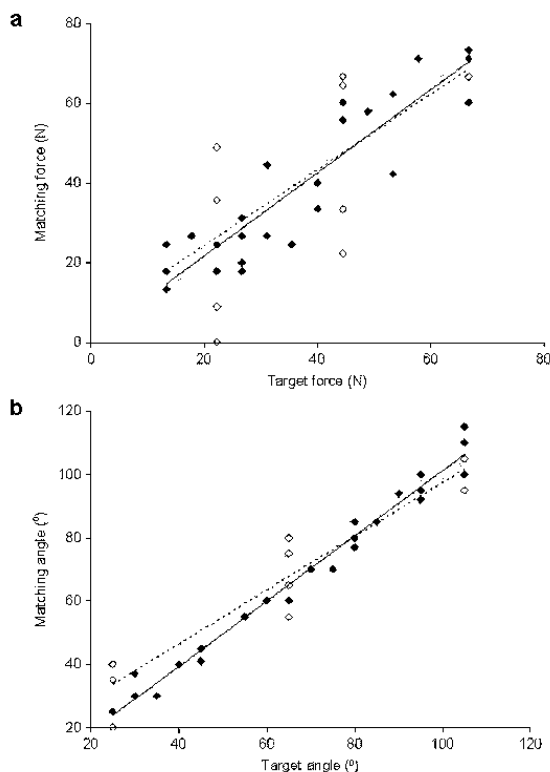 a
80
60
40
20
0
Matching force (N)
0 20 40 60 80
Target force (N)
b
120
100
80
60
40
20
Matching angle (º)
20 40 60 80 100 120
Target angle (º)